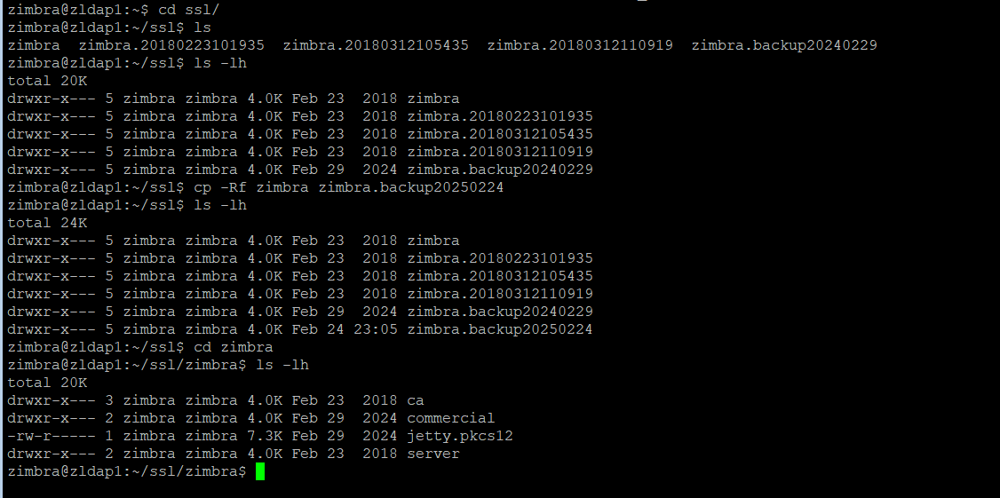 zimbra@zldap1:~$ cd ssl/
zimbra@zldap1:~/ssl$ ls
zimbra  zimbra.20180223101935  zimbra.20180312105435  zimbra.20180312110919  zimbra.backup20240229
zimbra@zldap1:~/ssl$ ls -lh
total 20K
drwxr-x--- 5 zimbra zimbra 4.0K Feb 23  2018 zimbra
drwxr-x--- 5 zimbra zimbra 4.0K Feb 23  2018 zimbra.20180223101935
drwxr-x--- 5 zimbra zimbra 4.0K Feb 23  2018 zimbra.20180312105435
drwxr-x--- 5 zimbra zimbra 4.0K Feb 23  2018 zimbra.20180312110919
drwxr-x--- 5 zimbra zimbra 4.0K Feb 29  2024 zimbra.backup20240229
zimbra@zldap1:~/ssl$ cp -Rf zimbra zimbra.backup20250224
zimbra@zldap1:~/ssl$ ls -lh
total 24K
drwxr-x--- 5 zimbra zimbra 4.0K Feb 23  2018 zimbra
drwxr-x--- 5 zimbra zimbra 4.0K Feb 23  2018 zimbra.20180223101935
drwxr-x--- 5 zimbra zimbra 4.0K Feb 23  2018 zimbra.20180312105435
drwxr-x--- 5 zimbra zimbra 4.0K Feb 23  2018 zimbra.20180312110919
drwxr-x--- 5 zimbra zimbra 4.0K Feb 29  2024 zimbra.backup20240229
drwxr-x--- 5 zimbra zimbra 4.0K Feb 24 23:05 zimbra.backup20250224
zimbra@zldap1:~/ssl$ cd zimbra
zimbra@zldap1:~/ssl/zimbra$ ls -lh
total 20K
drwxr-x--- 3 zimbra zimbra 4.0K Feb 23  2018 ca
drwxr-x--- 2 zimbra zimbra 4.0K Feb 29  2024 commercial
-rw-r----- 1 zimbra zimbra 7.3K Feb 29  2024 jetty.pkcs12
drwxr-x--- 2 zimbra zimbra 4.0K Feb 23  2018 server
zimbra@zldap1:~/ssl/zimbra$